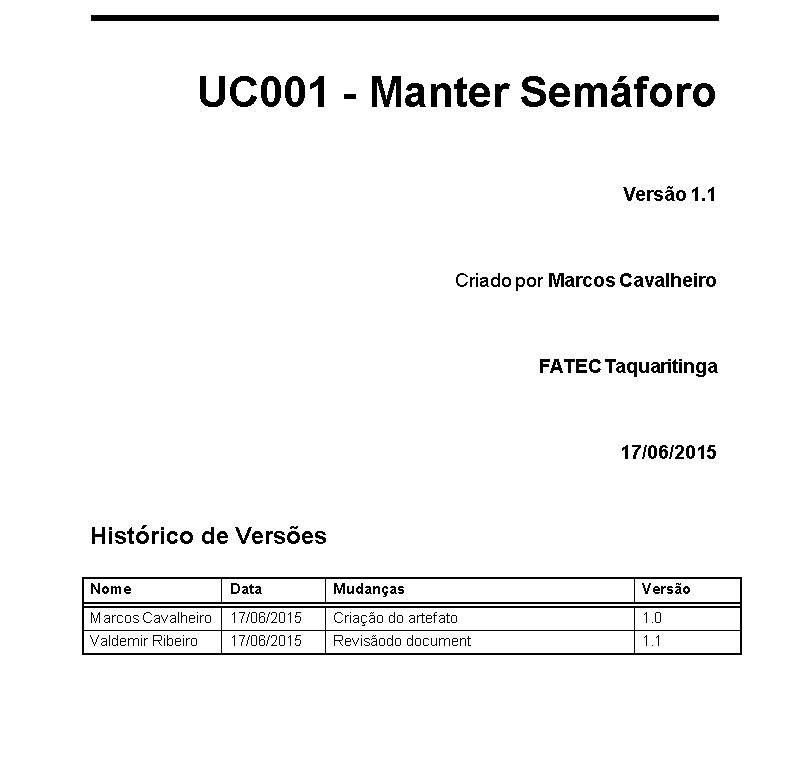 UC001 - Manter Semáforo
Versão 1.1
Criado por Marcos Cavalheiro
FATEC Taquaritinga
17/06/2015
Histórico de Versões
Nome Data Mudanças Versão
Marcos Cavalheiro 17/06/2015 Criação do artefato 1.0
Valdemir Ribeiro 17/06/2015 Revisãodo document 1.1